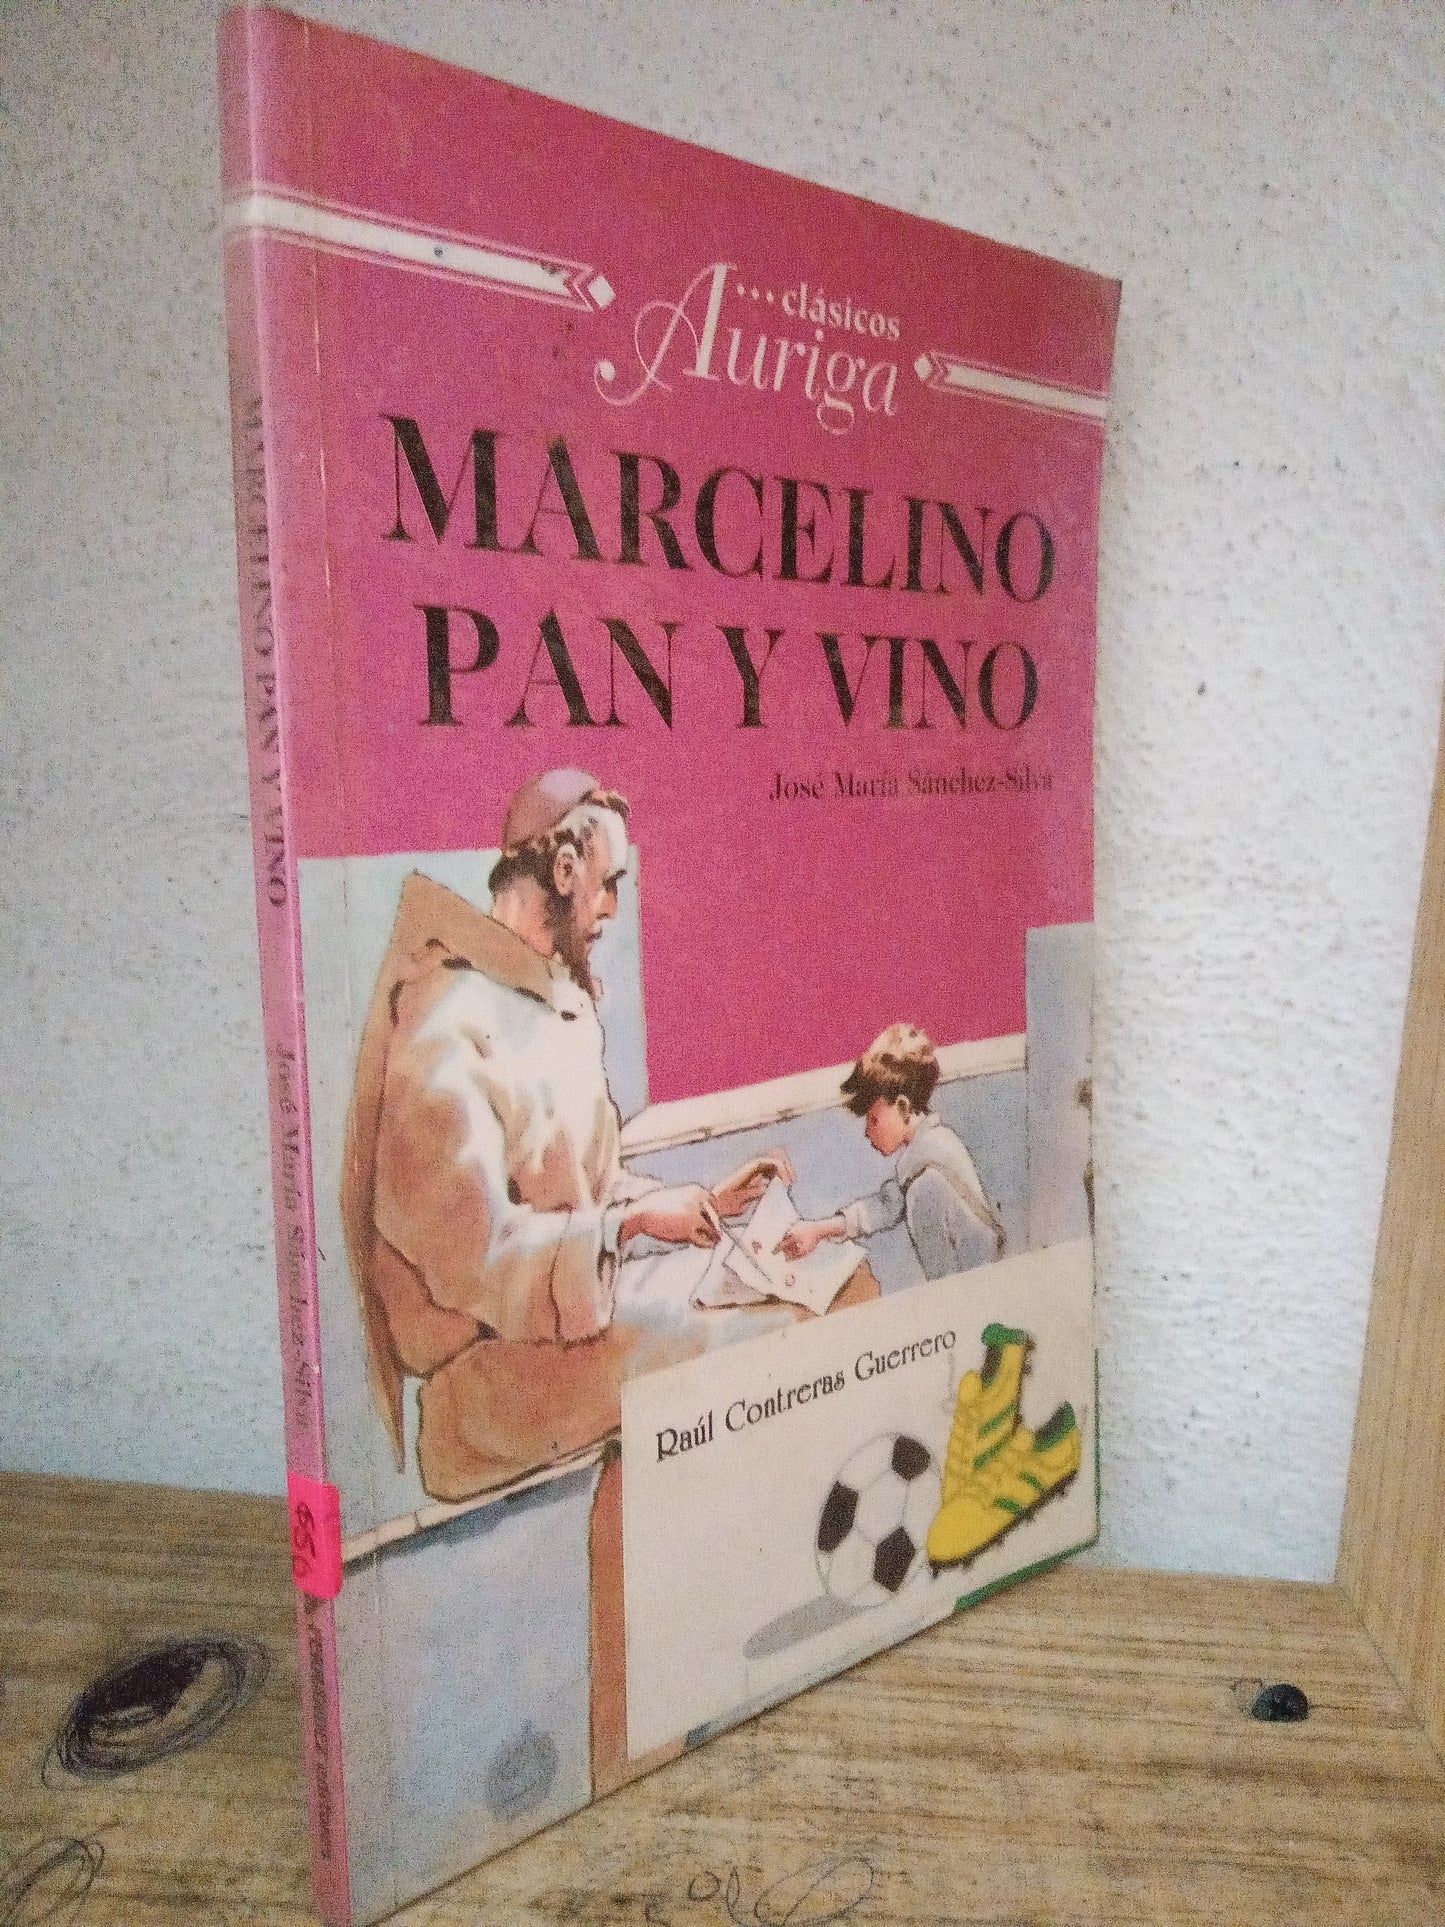 ...clásicos
Auriga
MARCELINO
PAN Y VINO
José María Sánchez-Silva
Raúl Contreras Guerrero
MARCELINO PAN Y VINO
José María Sánchez-Silva
656